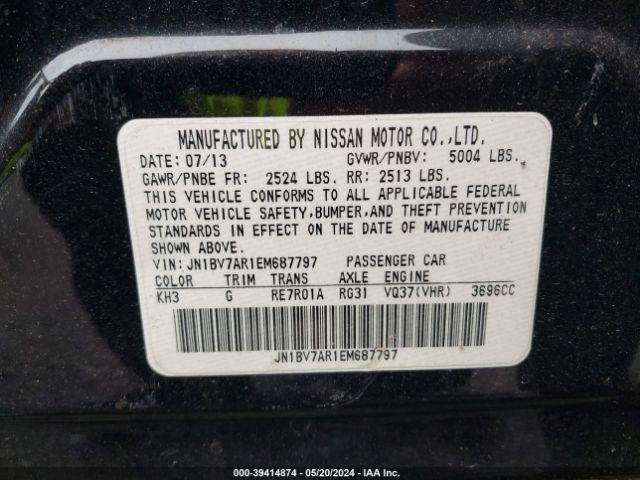 MANUFACTURED BY NISSAN MOTOR CO.,LTD.
DATE: 07/13 GVWR/PNBV: 5004 LBS.
GAWR/PNBE FR: 2524 LBS. RR: 2513 LBS.
THIS VEHICLE CONFORMS TO ALL APPLICABLE FEDERAL
MOTOR VEHICLE SAFETY,BUMPER,AND THEFT PREVENTION
STANDARDS IN EFFECT ON THE DATE OF MANUFACTURE
SHOWN ABOVE.
VIN: JN1BV7AR1EM687797 PASSENGER CAR
COLOR TRIM TRANS AXLE ENGINE
KH3 G RE7R01A RG31 VQ37(VHR) 3696CC
JN1BV7AR1EM687797
© 0000-39414874 - 05/20/2024 - IAA Inc.